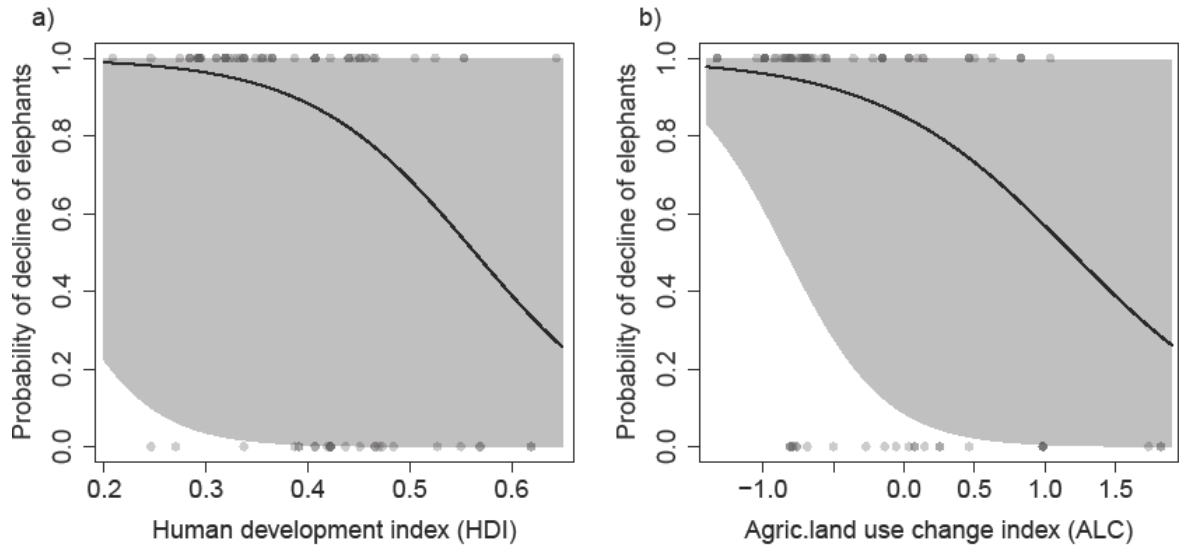 a)
Probability of decline of elephants
1.0
0.8
0.6
0.4
0.2
0.0
0.2 0.3 0.4 0.5 0.6
Human development index (HDI)
b)
Probability of decline of elephants
1.0
0.8
0.6
0.4
0.2
0.0
−1.0 0.0 0.5 1.0 1.5
Agric.land use change index (ALC)